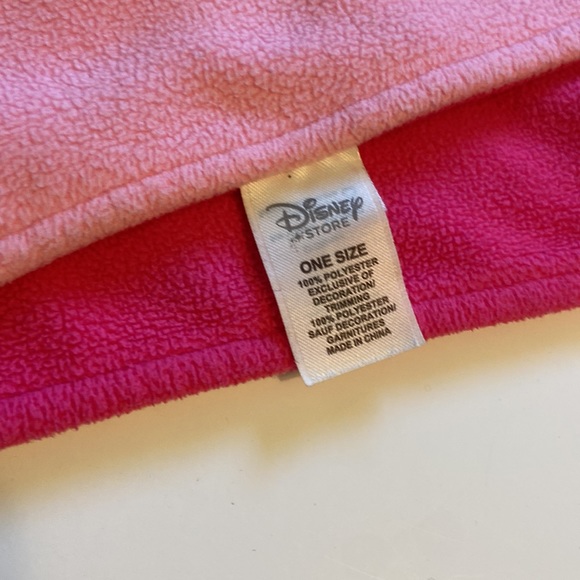 Disney
STORE
ONE SIZE
100% POLYESTER
EXCLUSIVE OF
DECORATION/
TRIMMING
100% POLYESTER
SAUF DECORATION/
GARNITURES
MADE IN CHINA